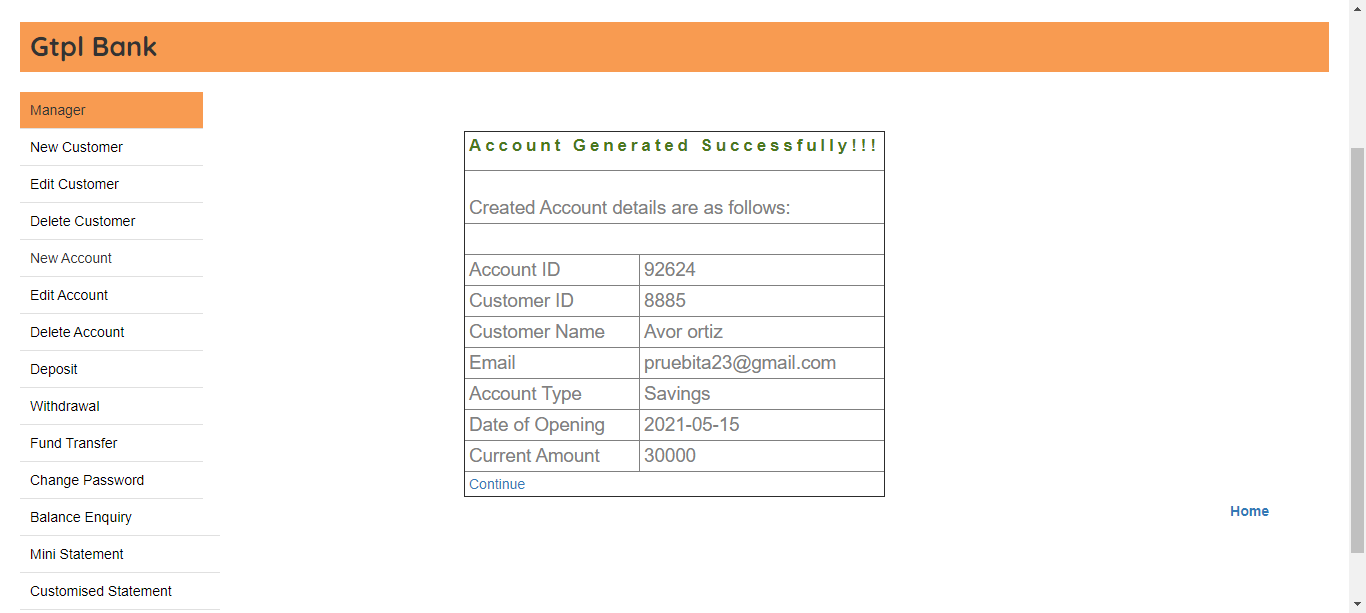 Gtpl Bank
Manager
New Customer
Edit Customer
Delete Customer
New Account
Edit Account
Delete Account
Deposit
Withdrawal
Fund Transfer
Change Password
Balance Enquiry
Mini Statement
Customised Statement
Account Generated Successfully!!!
Created Account details are as follows:
Account ID 92624
Customer ID 8885
Customer Name Avor ortiz
Email pruebita23@gmail.com
Account Type Savings
Date of Opening 2021-05-15
Current Amount 30000
Continue
Home